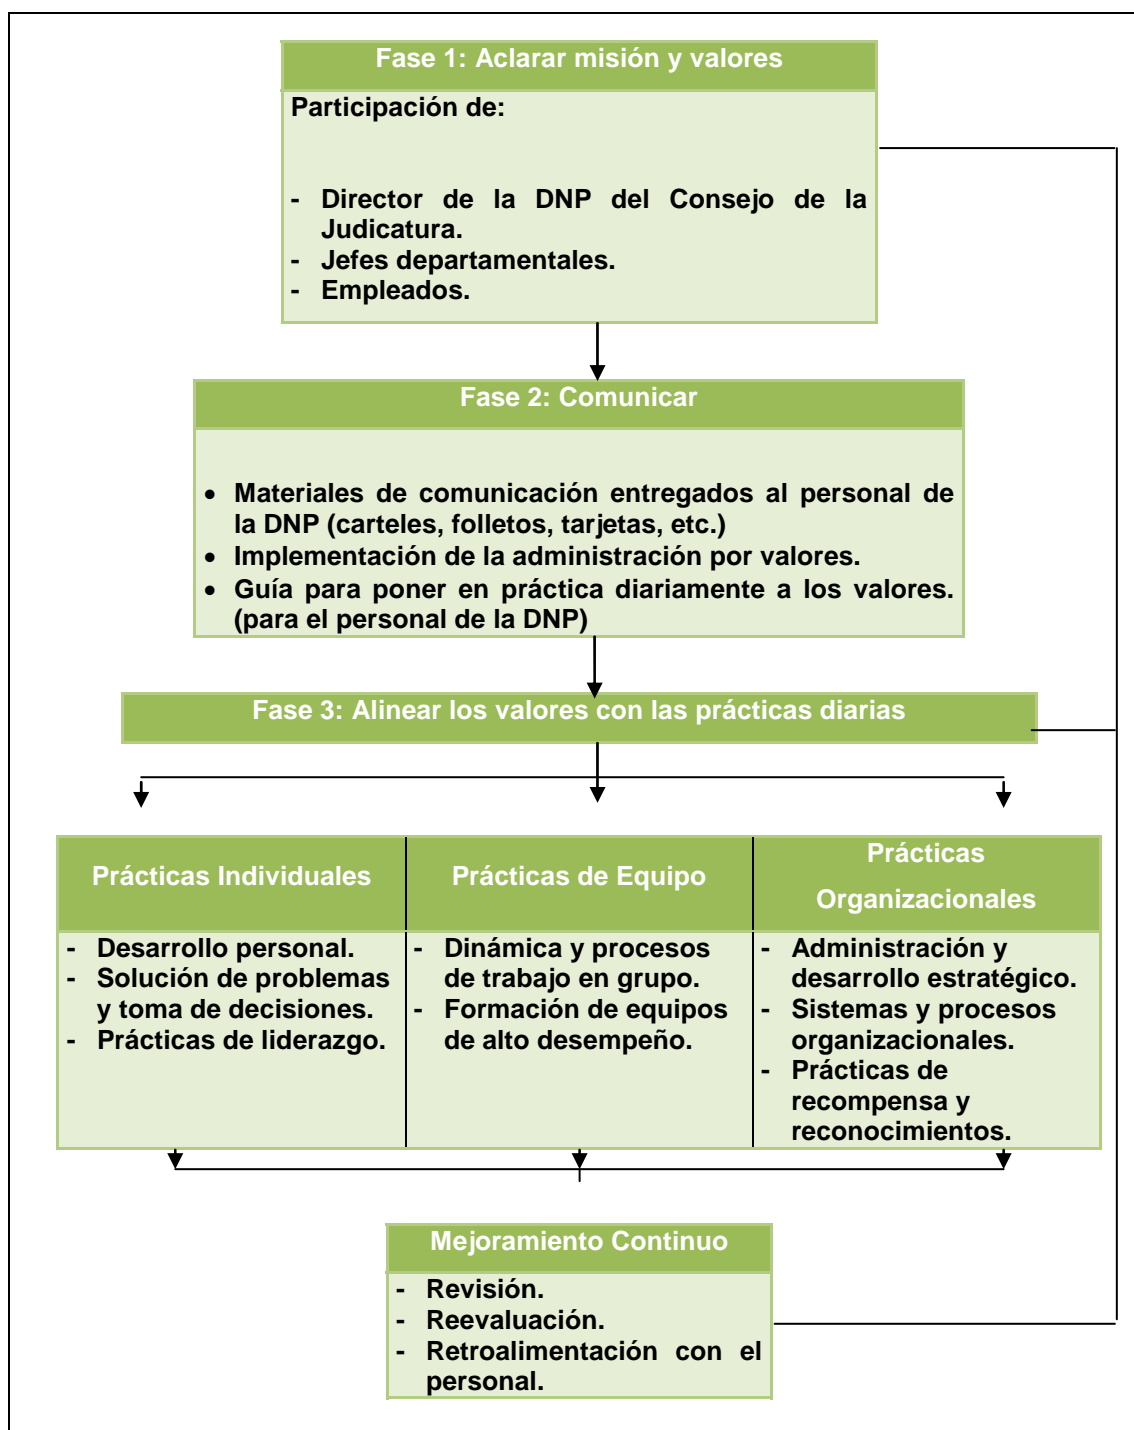 Fase 1: Aclarar misión y valores
Participación de:
- Director de la DNP del Consejo de la
Judicatura.
- Jefes departamentales.
- Empleados.
Fase 2: Comunicar
• Materiales de comunicación entregados al personal de
la DNP (carteles, folletos, tarjetas, etc.)
• Implementación de la administración por valores.
• Guía para poner en práctica diariamente a los valores.
(para el personal de la DNP)
Fase 3: Alinear los valores con las prácticas diarias
Prácticas Individuales
- Desarrollo personal.
- Solución de problemas
y toma de decisiones.
- Prácticas de liderazgo.
Prácticas de Equipo
- Dinámica y procesos
de trabajo en grupo.
- Formación de equipos
de alto desempeño.
Prácticas
Organizacionales
- Administración y
desarrollo estratégico.
- Sistemas y procesos
organizacionales.
- Prácticas de
recompensa y
reconocimientos.
Mejoramiento Continuo
- Revisión.
- Reevaluación.
- Retroalimentación con el
personal.